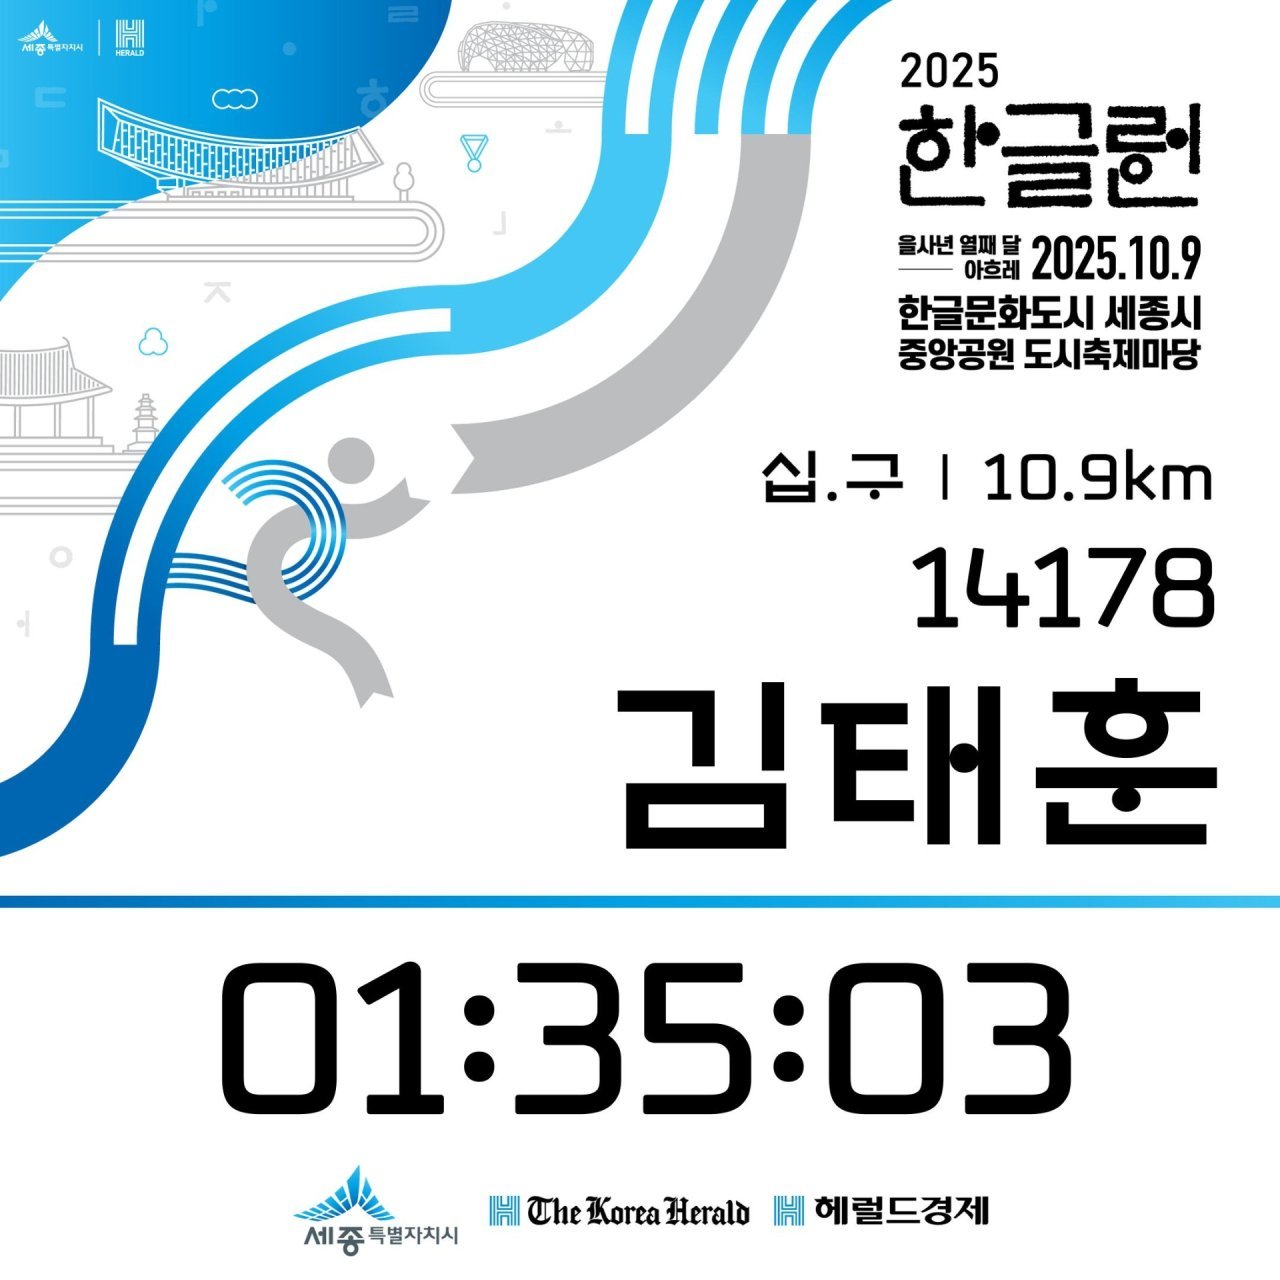 세종특별자치시
HERALD
2025
한글런
을사년 열째 달
아흐레
2025.10.9
한글문화도시 세종시
중앙공원 도시축제마당
십.구 | 10.9km
14178
김태훈
01:35:03
세종특별자치시
The Korea Herald
헤럴드경제